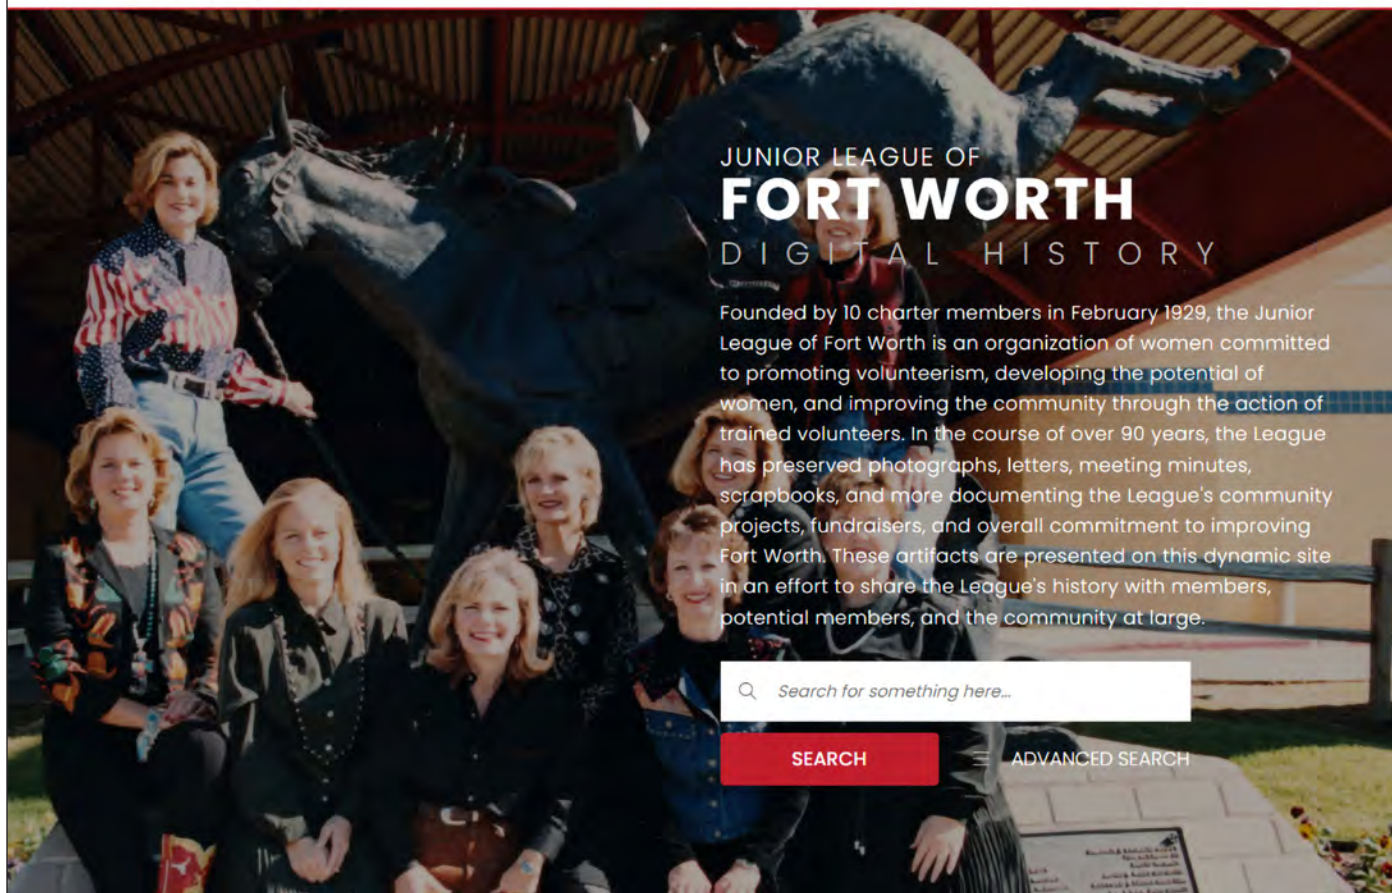 JUNIOR LEAGUE OF
FORT WORTH
DIGITAL HISTORY
Founded by 10 charter members in February 1929, the Junior
League of Fort Worth is an organization of women committed
to promoting volunteerism, developing the potential of
women, and improving the community through the action of
trained volunteers. In the course of over 90 years, the League
has preserved photographs, letters, meeting minutes,
scrapbooks, and more documenting the League's community
projects, fundraisers, and overall commitment to improving
Fort Worth. These artifacts are presented on this dynamic site
in an effort to share the League's history with members,
potential members, and the community at large.
Search for something here...
SEARCH
ADVANCED SEARCH